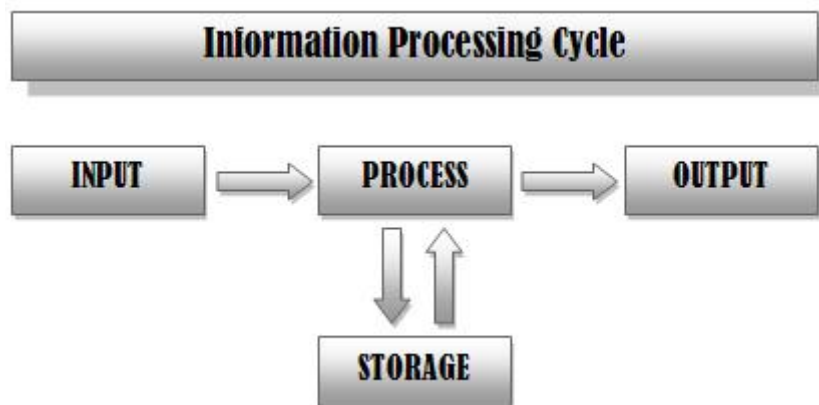 Information Processing Cycle
INPUT
PROCESS
OUTPUT
STORAGE